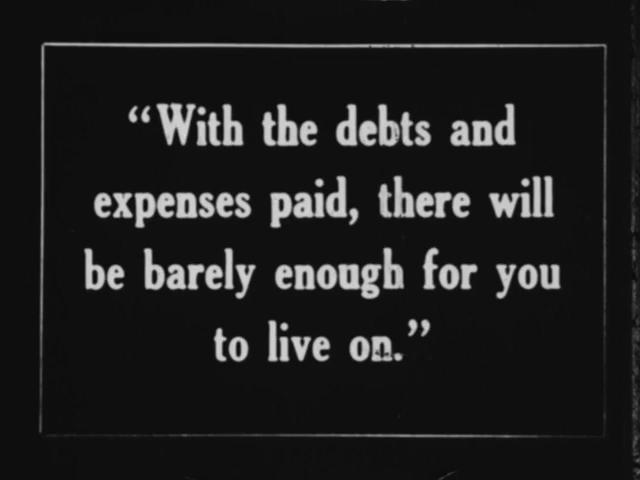 “With the debts and
expenses paid, there will
be barely enough for you
to live on.”